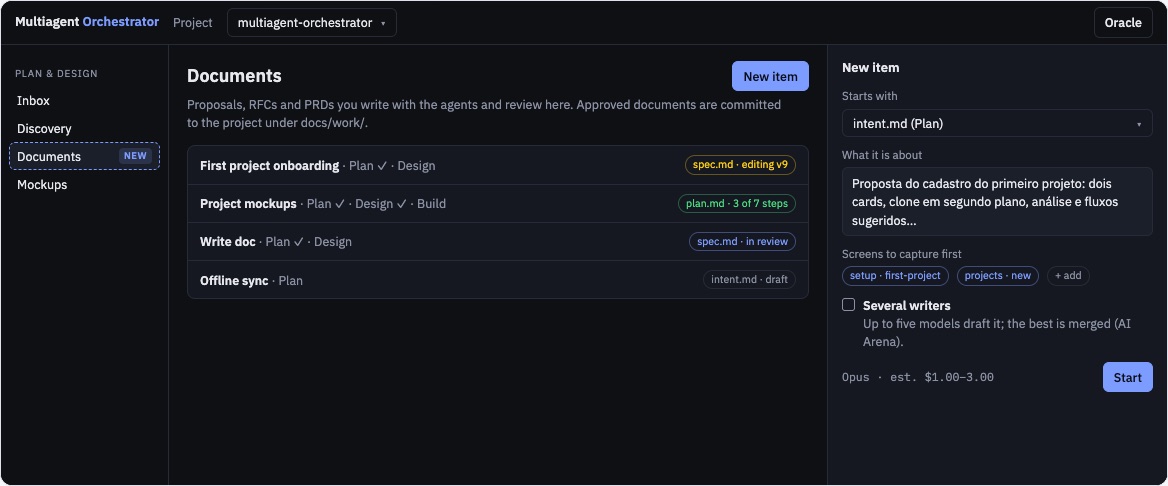 Multiagent Orchestrator Project multiagent-orchestrator Oracle
PLAN & DESIGN
Inbox
Discovery
Documents NEW
Mockups
Documents New item
Proposals, RFCs and PRDs you write with the agents and review here. Approved documents are committed
to the project under docs/work/.
First project onboarding · Plan ✓ · Design spec.md · editing v9
Project mockups · Plan ✓ · Design ✓ · Build plan.md · 3 of 7 steps
Write doc · Plan ✓ · Design spec.md · in review
Offline sync · Plan intent.md · draft
New item
Starts with
intent.md (Plan)
What it is about
Proposta do cadastro do primeiro projeto: dois
cards, clone em segundo plano, análise e fluxos
sugeridos...
Screens to capture first
setup · first-project projects · new + add
Several writers
Up to five models draft it; the best is merged (AI
Arena).
Opus · est. $1.00–3.00 Start